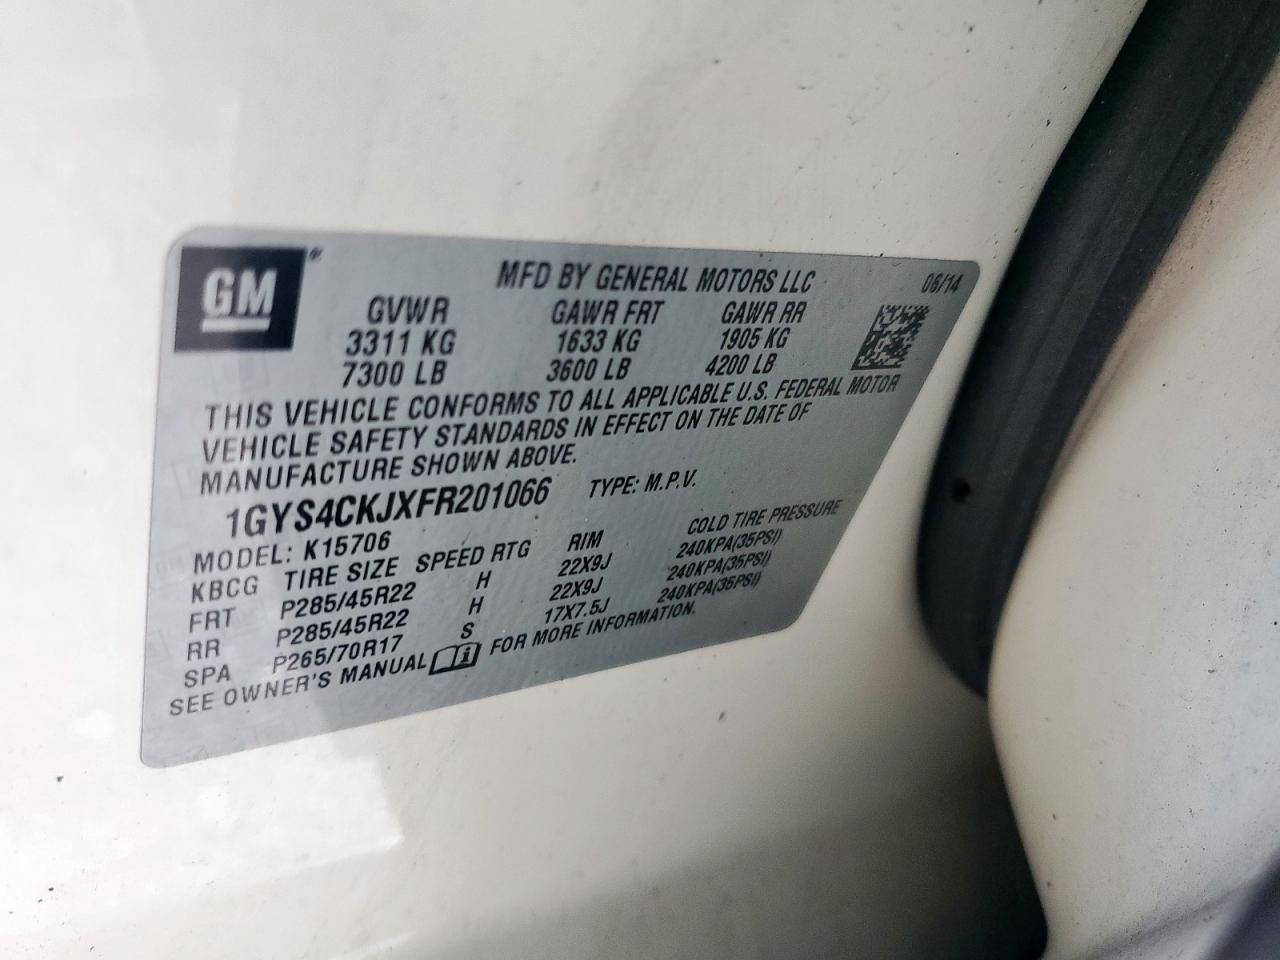 GM®
MFD BY GENERAL MOTORS LLC 06/14
GVWR GAWR FRT GAWR RR
3311 KG 1633 KG 1905 KG
7300 LB 3600 LB 4200 LB
THIS VEHICLE CONFORMS TO ALL APPLICABLE U.S. FEDERAL MOTOR
VEHICLE SAFETY STANDARDS IN EFFECT ON THE DATE OF
MANUFACTURE SHOWN ABOVE.
1GYS4CKJXFR201066 TYPE: M.P.V.
MODEL: K15706
KBCG TIRE SIZE SPEED RTG RIM COLD TIRE PRESSURE
FRT P285/45R22 H 22X9J 240KPA(35PSI)
RR P285/45R22 H 22X9J 240KPA(35PSI)
SPA P265/70R17 S 17X7.5J 240KPA(35PSI)
SEE OWNER'S MANUAL FOR MORE INFORMATION.